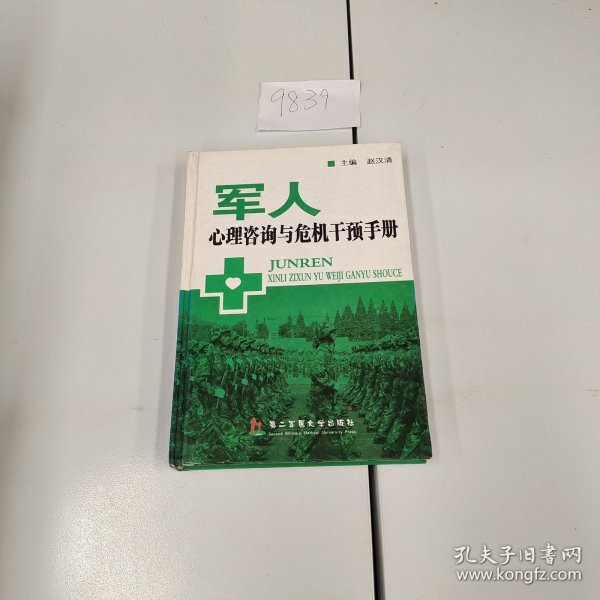 9839
主编 赵汉清
军人
心理咨询与危机干预手册
JUNREN
XINLI ZIXUN YU WEIJI GANYU SHOUCE
第二军医大学出版社
Second Military Medical University Press
孔夫子旧书网
www.kongfz.com